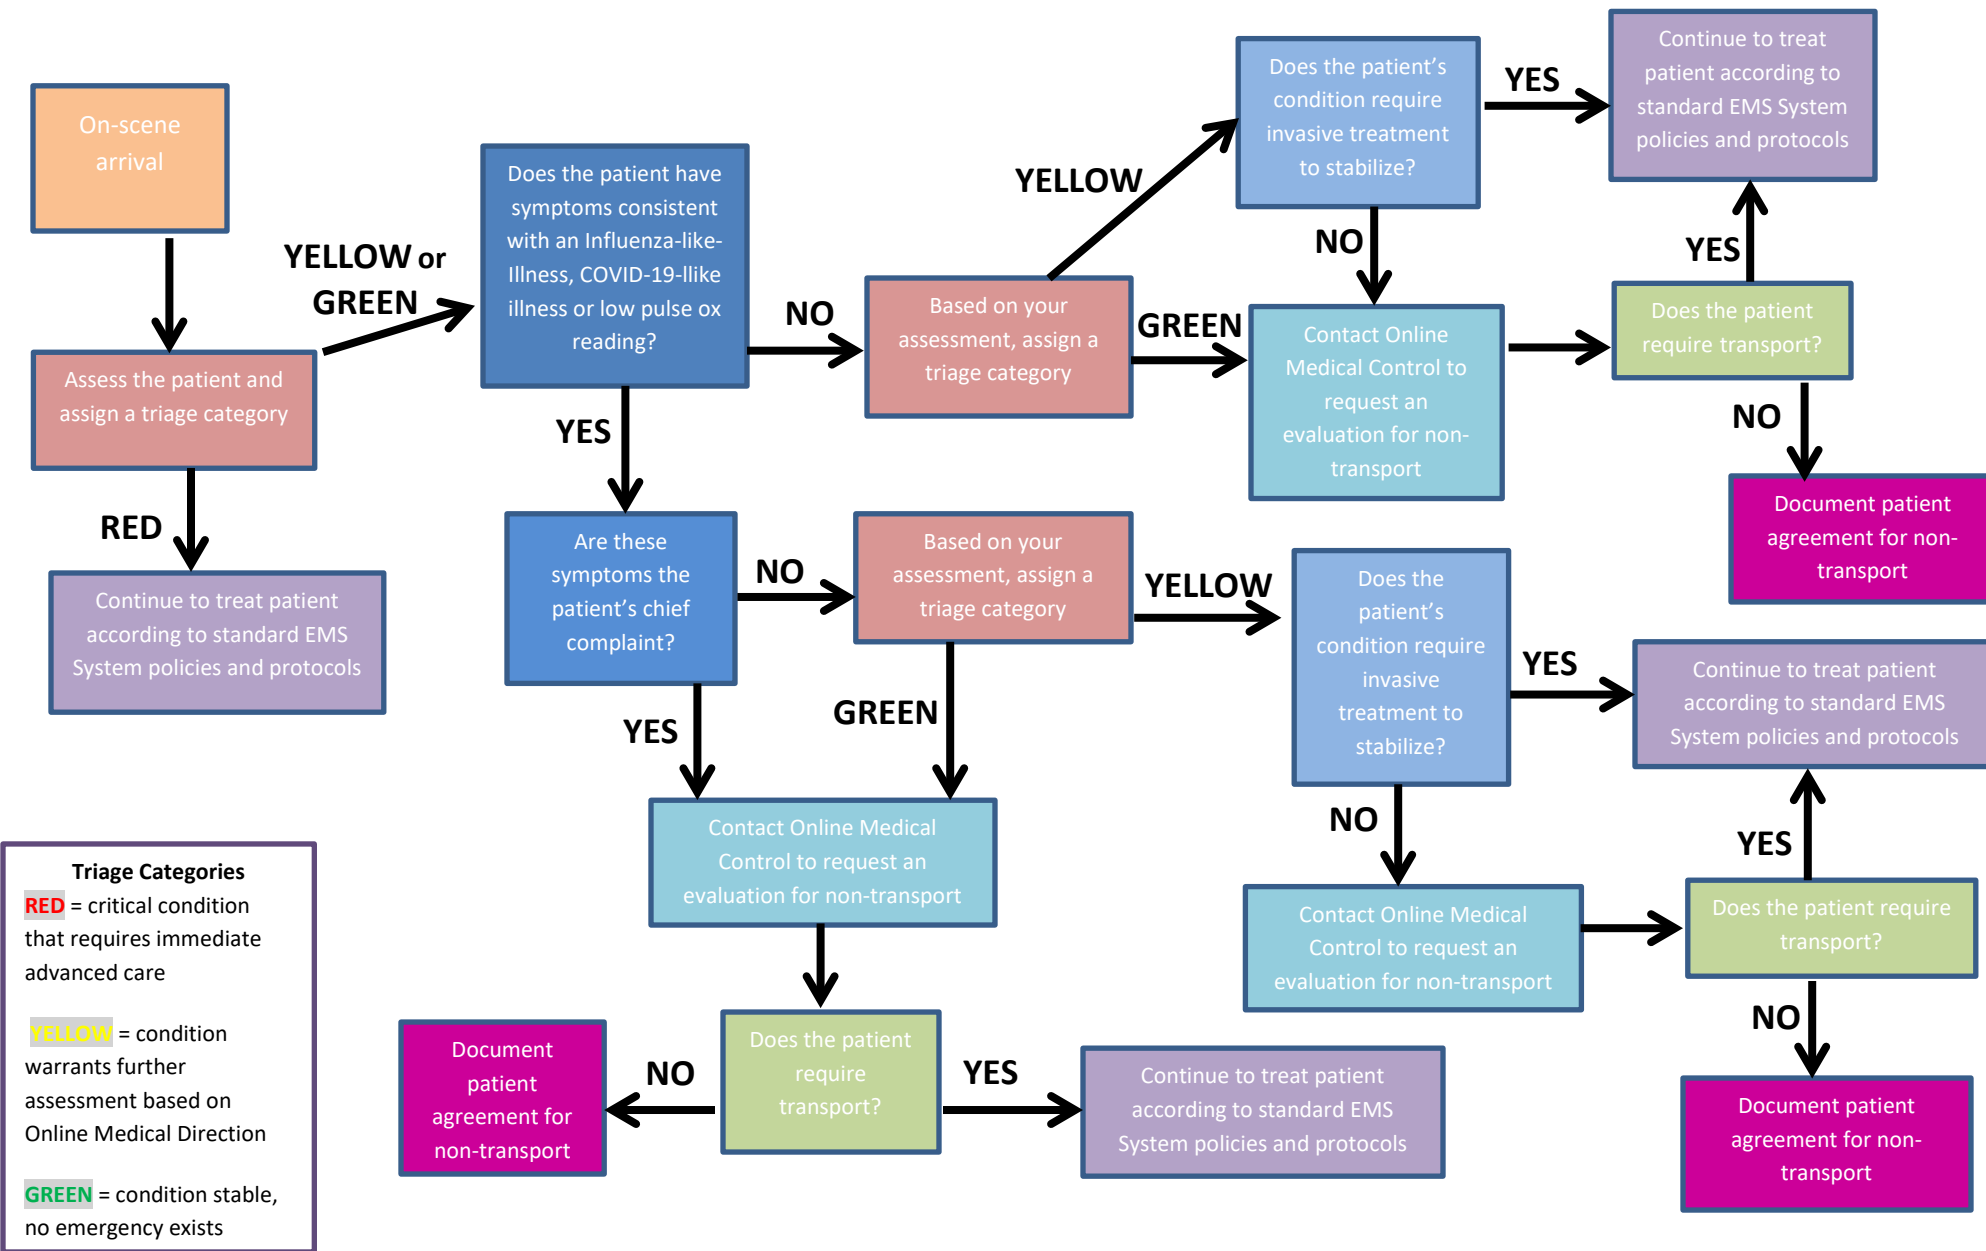 On-scene
arrival
Assess the patient and
assign a triage category
RED
Continue to treat patient
according to standard EMS
System policies and protocols
YELLOW or
GREEN
Does the patient have
symptoms consistent
with an Influenza-like-
Illness, COVID-19-llike
illness or low pulse ox
reading?
NO
Based on your
assessment, assign a
triage category
YELLOW
Does the patient's
condition require
invasive treatment
to stabilize?
YES
Continue to treat
patient according to
standard EMS System
policies and protocols
NO
GREEN
Contact Online
Medical Control to
request an
evaluation for non-
transport
Does the patient
require transport?
YES
NO
Document patient
agreement for non-
transport
YES
Are these
symptoms the
patient's chief
complaint?
NO
Based on your
assessment, assign a
triage category
YELLOW
Does the
patient's
condition require
invasive
treatment to
stabilize?
YES
Continue to treat patient
according to standard EMS
System policies and protocols
NO
Contact Online Medical
Control to request an
evaluation for non-transport
Does the patient require
transport?
YES
NO
Document patient
agreement for non-
transport
YES
GREEN
Contact Online Medical
Control to request an
evaluation for non-transport
Does the patient
require
transport?
NO
Document
patient
agreement for
non-transport
YES
Continue to treat patient
according to standard EMS
System policies and protocols
Triage Categories
RED = critical condition
that requires immediate
advanced care
YELLOW = condition
warrants further
assessment based on
Online Medical Direction
GREEN = condition stable,
no emergency exists